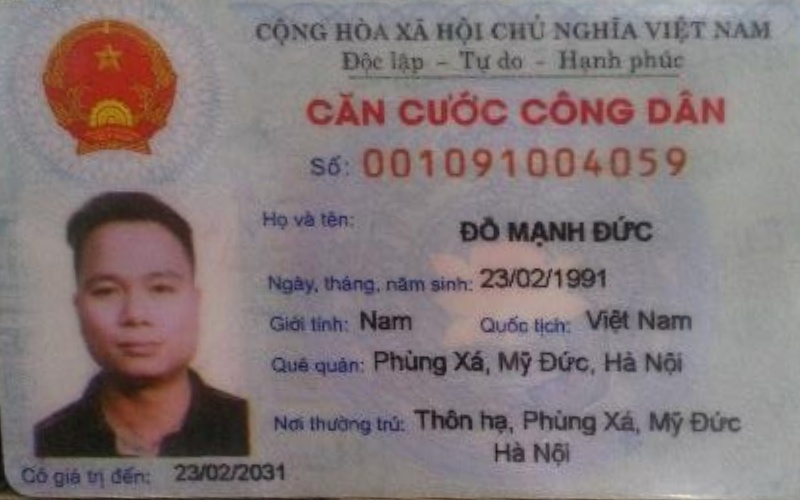 CỘNG HÒA XÃ HỘI CHỦ NGHĨA VIỆT NAM
Độc lập - Tự do - Hạnh phúc
CĂN CƯỚC CÔNG DÂN
Số: 001091004059
Họ và tên: ĐỖ MẠNH ĐỨC
Ngày, tháng, năm sinh: 23/02/1991
Giới tính: Nam Quốc tịch: Việt Nam
Quê quán: Phùng Xá, Mỹ Đức, Hà Nội
Nơi thường trú: Thôn hạ, Phùng Xá, Mỹ Đức
Hà Nội
Có giá trị đến: 23/02/2031